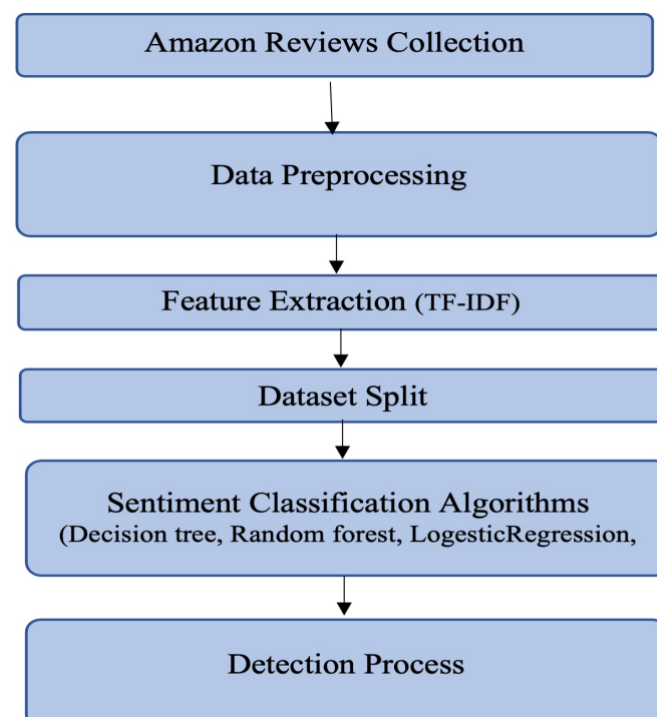 Amazon Reviews Collection
Data Preprocessing
Feature Extraction (TF-IDF)
Dataset Split
Sentiment Classification Algorithms
(Decision tree, Random forest, LogesticRegression,
Detection Process